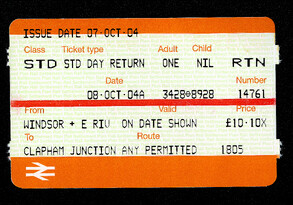 ISSUE DATE 07-OCT-04
Class Ticket type Adult Child
STD STD DAY RETURN ONE NIL RTN
Date Number
08·OCT·04A 3428⌀8928 14761
From Valid Price
WINDSOR + E RIV ON DATE SHOWN £10·10X
To Route
CLAPHAM JUNCTION ANY PERMITTED 1805